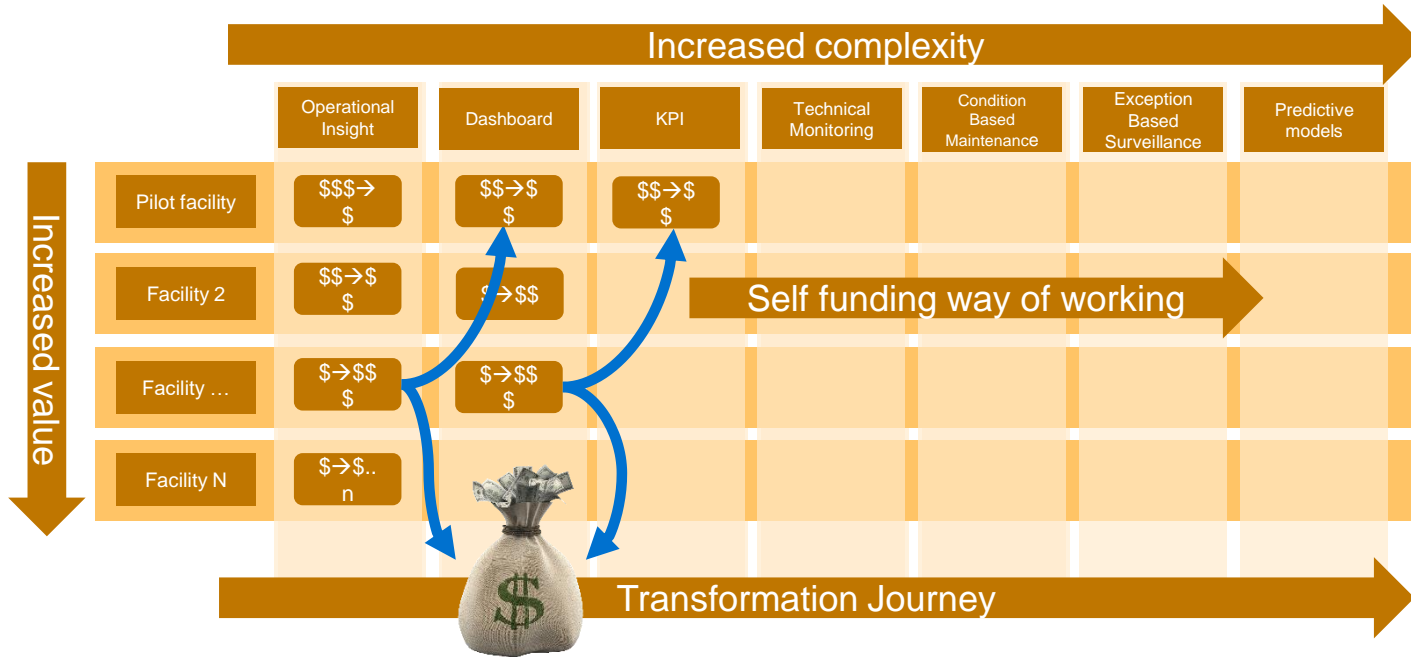 Increased complexity
Operational
Insight
Dashboard
KPI
Technical
Monitoring
Condition
Based
Maintenance
Exception
Based
Surveillance
Predictive
models
Increased value
Pilot facility
$$$→
$
$$→$
$
$$→$
$
Facility 2
$$→$
$
$→$$
Self funding way of working
Facility …
$→$$
$
$→$$
$
Facility N
$→$..
n
$
Transformation Journey